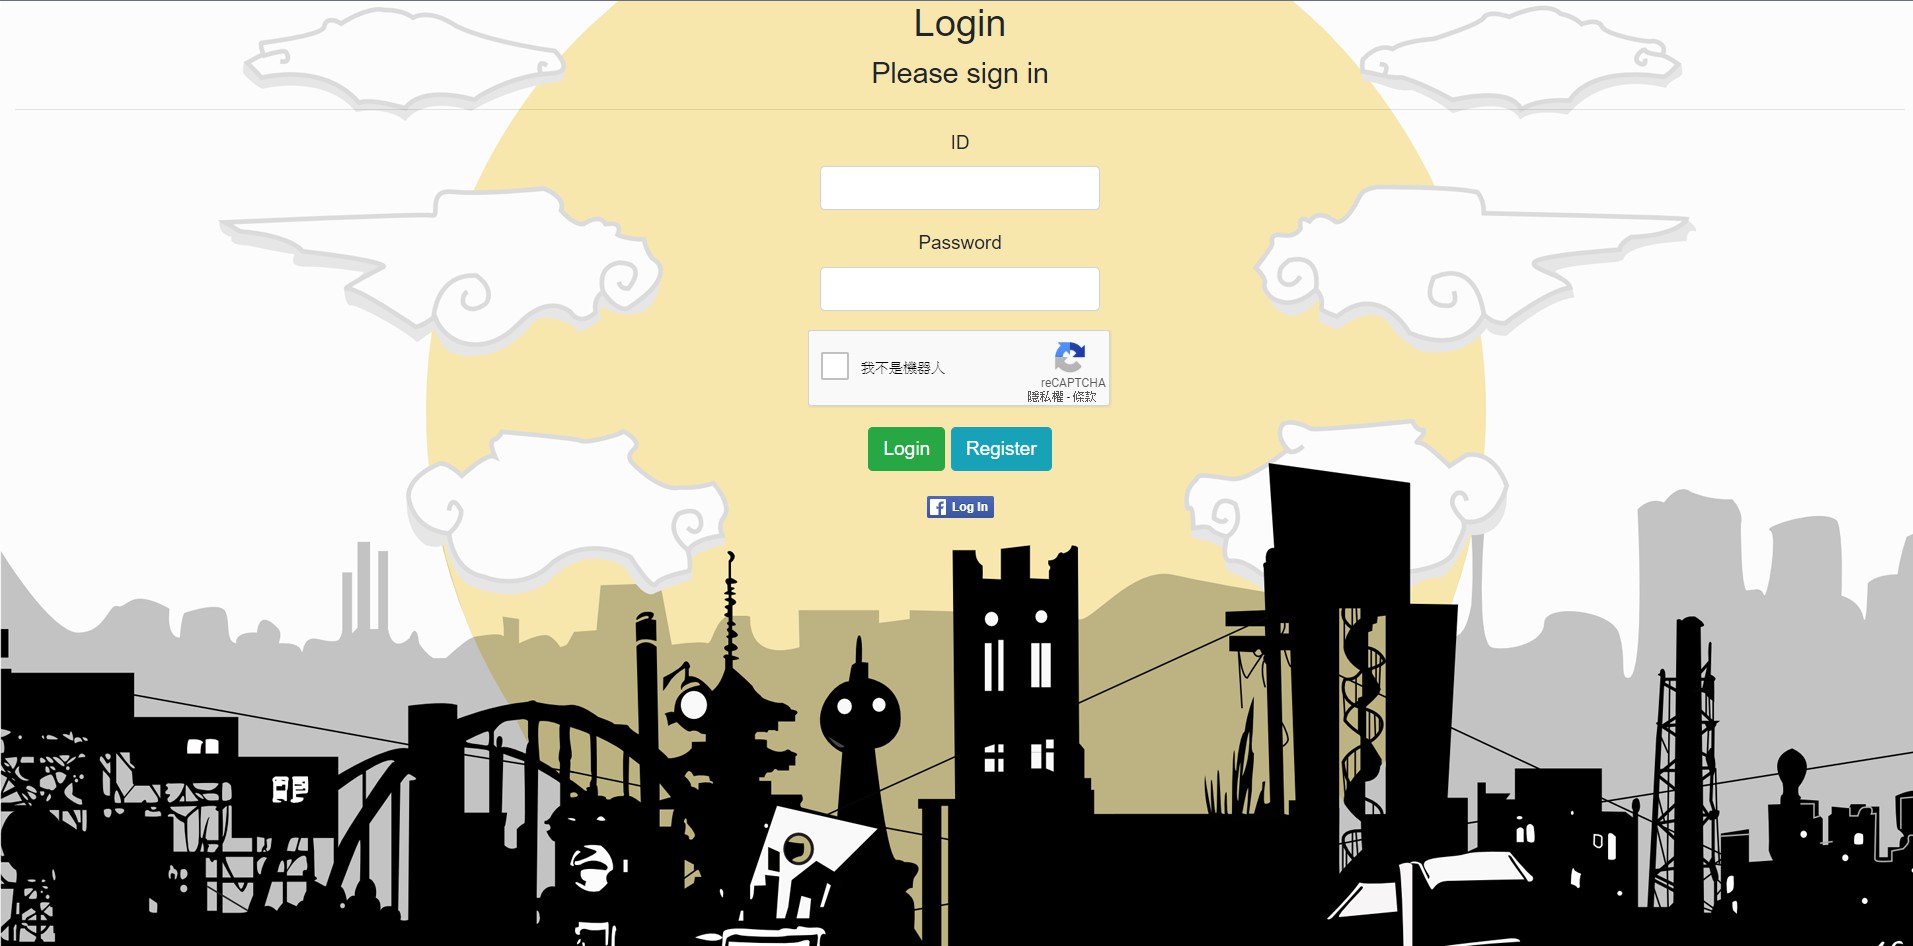 Login
Please sign in
ID
Password
我不是機器人
reCAPTCHA
隱私權 - 條款
Login Register
Log In